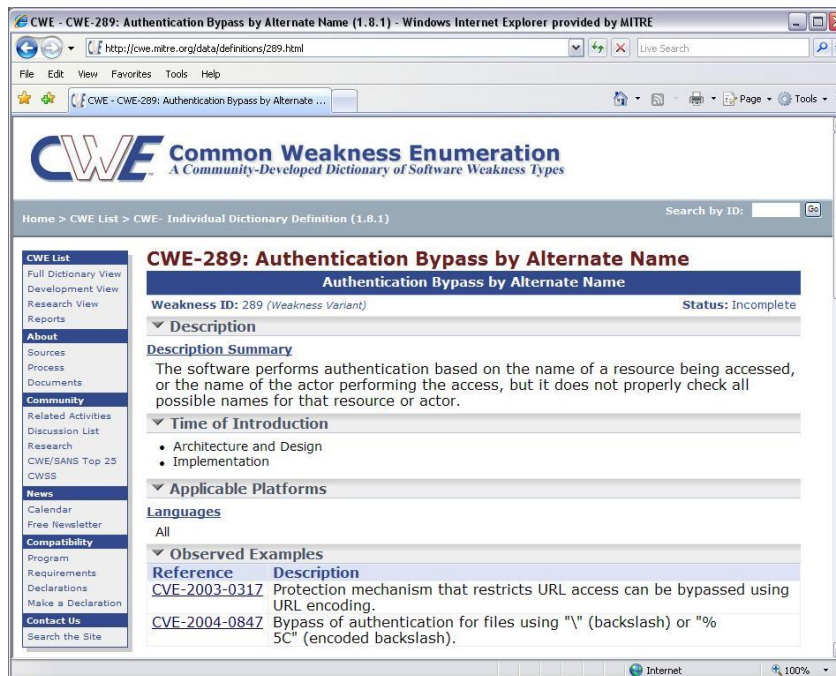 CWE - CWE-289: Authentication Bypass by Alternate Name (1.8.1) - Windows Internet Explorer provided by MITRE
http://cwe.mitre.org/data/definitions/289.html
Live Search
File Edit View Favorites Tools Help
CWE - CWE-289: Authentication Bypass by Alternate ...
Page Tools
CWE Common Weakness Enumeration
A Community-Developed Dictionary of Software Weakness Types
Home > CWE List > CWE- Individual Dictionary Definition (1.8.1)
Search by ID: Go
CWE List
Full Dictionary View
Development View
Research View
Reports
About
Sources
Process
Documents
Community
Related Activities
Discussion List
Research
CWE/SANS Top 25
CWSS
News
Calendar
Free Newsletter
Compatibility
Program
Requirements
Declarations
Make a Declaration
Contact Us
Search the Site
CWE-289: Authentication Bypass by Alternate Name
Authentication Bypass by Alternate Name
Weakness ID: 289 (Weakness Variant) Status: Incomplete
Description
Description Summary
The software performs authentication based on the name of a resource being accessed,
or the name of the actor performing the access, but it does not properly check all
possible names for that resource or actor.
Time of Introduction
• Architecture and Design
• Implementation
Applicable Platforms
Languages
All
Observed Examples
Reference Description
CVE-2003-0317 Protection mechanism that restricts URL access can be bypassed using
URL encoding.
CVE-2004-0847 Bypass of authentication for files using "\" (backslash) or "%
5C" (encoded backslash).
Internet 100%